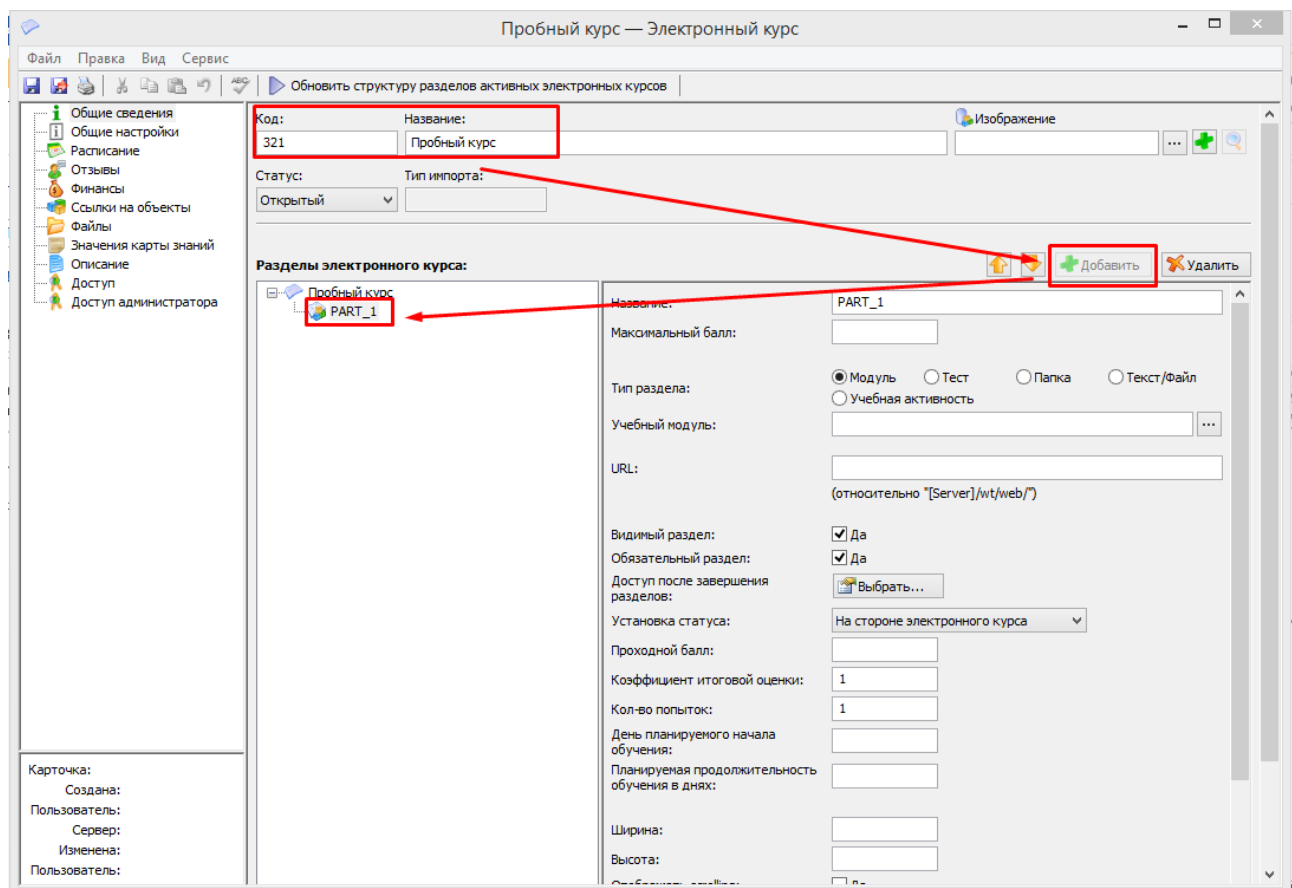 Пробный курс — Электронный курс
Файл Правка Вид Сервис
ABC Обновить структуру разделов активных электронных курсов
Общие сведения
Общие настройки
Расписание
Отзывы
Финансы
Ссылки на объекты
Файлы
Значения карты знаний
Описание
Доступ
Доступ администратора
Карточка:
Создана:
Пользователь:
Сервер:
Изменена:
Пользователь:
Код: Название: Изображение
321 Пробный курс ...
Статус: Тип импорта:
Открытый
Разделы электронного курса: Добавить Удалить
Пробный курс
PART_1
Название: PART_1
Максимальный балл:
Тип раздела: Модуль Тест Папка Текст/Файл
Учебная активность
Учебный модуль: ...
URL:
(относительно "[Server]/wt/web/")
Видимый раздел: Да
Обязательный раздел: Да
Доступ после завершения
разделов: Выбрать...
Установка статуса: На стороне электронного курса
Проходной балл:
Коэффициент итоговой оценки: 1
Кол-во попыток: 1
День планируемого начала
обучения:
Планируемая продолжительность
обучения в днях:
Ширина:
Высота:
Отображать scrolling: Да